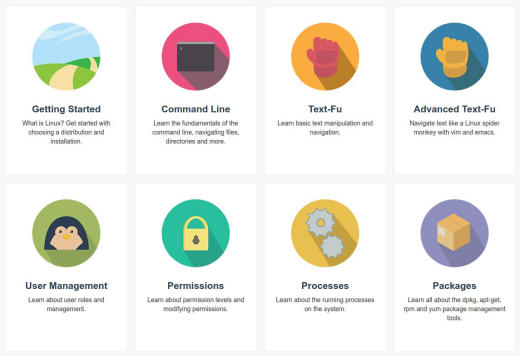 Getting Started
What is Linux? Get started with
choosing a distribution and
installation.
Command Line
Learn the fundamentals of the
command line, navigating files,
directories and more.
Text-Fu
Learn basic text manipulation and
navigation.
Advanced Text-Fu
Navigate text like a Linux spider
monkey with vim and emacs.
User Management
Learn about user roles and
management.
Permissions
Learn about permission levels and
modifying permissions.
Processes
Learn about the running processes
on the system.
Packages
Learn all about the dpkg, apt-get,
rpm and yum package management
tools.